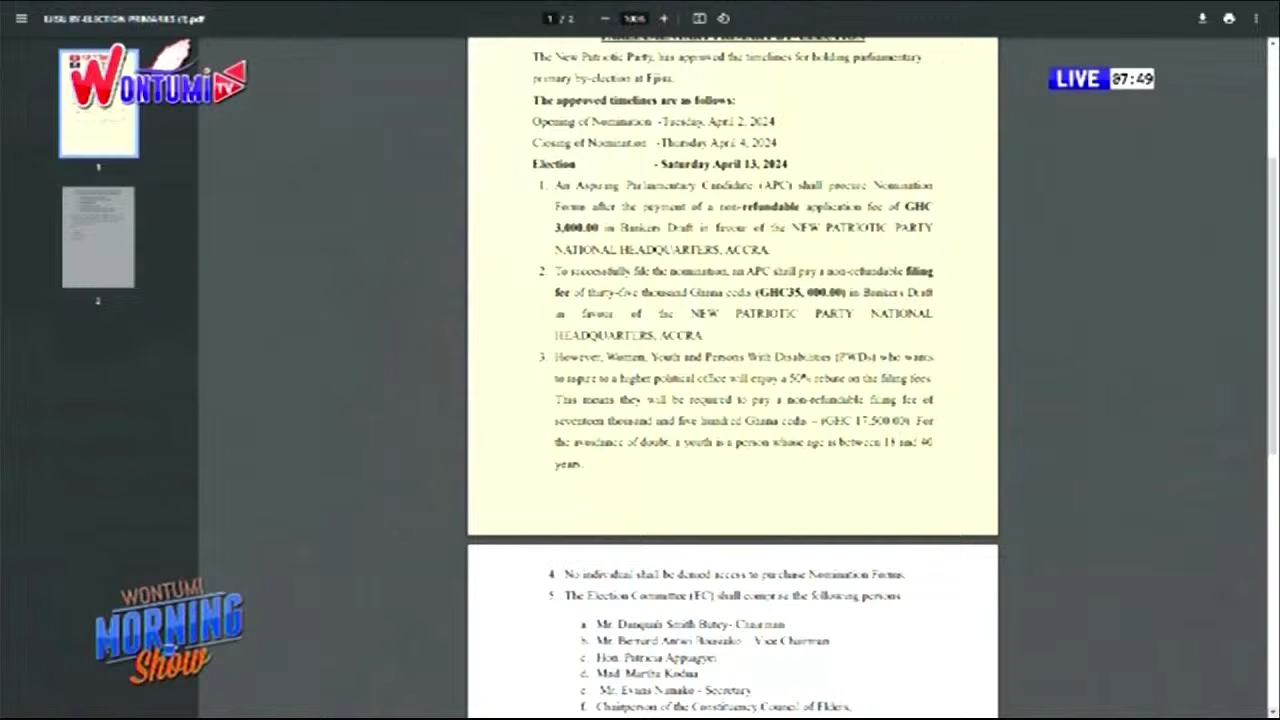 EJISU BY-ELECTION PRIMARIES (1).pdf
1 / 2
100%
WONTUMI TV
LIVE 07:49
The New Patriotic Party, has approved the timelines for holding parliamentary
primary by-election at Ejisu.
The approved timelines are as follows:
Opening of Nomination -Tuesday, April 2, 2024
Closing of Nomination -Thursday April 4, 2024
Election - Saturday April 13, 2024
1. An Aspiring Parliamentary Candidate (APC) shall procure Nomination
Forms after the payment of a non-refundable application fee of GHC
3,000.00 in Bankers Draft in favour of the NEW PATRIOTIC PARTY
NATIONAL HEADQUARTERS, ACCRA.
2. To successfully file the nomination, an APC shall pay a non-refundable filing
fee of thirty-five thousand Ghana cedis (GHC35, 000.00) in Bankers Draft
in favour of the NEW PATRIOTIC PARTY NATIONAL
HEADQUARTERS, ACCRA
3. However, Women, Youth and Persons With Disabilities (PWDs) who wants
to aspire to a higher political office will enjoy a 50% rebate on the filing fees.
This means they will be required to pay a non-refundable filing fee of
seventeen thousand and five hundred Ghana cedis – (GHC 17,500.00). For
the avoidance of doubt, a youth is a person whose age is between 18 and 40
years.
1
2
4. No individual shall be denied access to purchase Nomination Forms.
5. The Election Committee (EC) shall comprise the following persons
a. Mr. Danquah Smith Buttey- Chairman
b. Mr. Bernard Antwi Boasiako – Vice Chairman
c. Hon. Patricia Appiagyei
d. Mad. Martha Kodua
e. Mr. Evans Nimako - Secretary
f. Chairperson of the Constituency Council of Elders,
WONTUMI
MORNING
Show